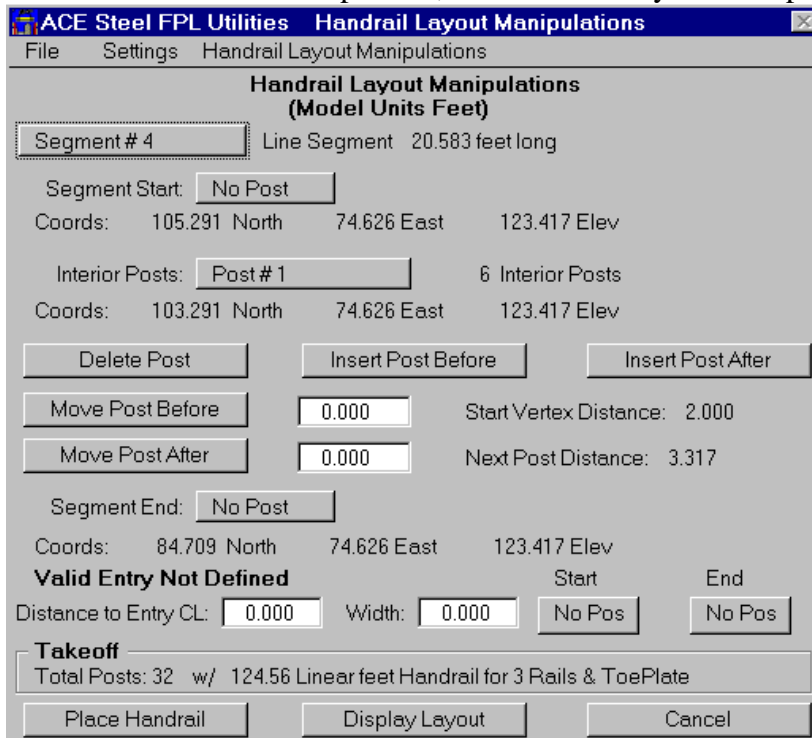 ACE Steel FPL Utilities Handrail Layout Manipulations
File Settings Handrail Layout Manipulations
Handrail Layout Manipulations
(Model Units Feet)
Segment # 4 Line Segment 20.583 feet long
Segment Start: No Post
Coords: 105.291 North 74.626 East 123.417 Elev
Interior Posts: Post # 1 6 Interior Posts
Coords: 103.291 North 74.626 East 123.417 Elev
Delete Post Insert Post Before Insert Post After
Move Post Before 0.000 Start Vertex Distance: 2.000
Move Post After 0.000 Next Post Distance: 3.317
Segment End: No Post
Coords: 84.709 North 74.626 East 123.417 Elev
Valid Entry Not Defined Start End
Distance to Entry CL: 0.000 Width: 0.000 No Pos No Pos
Takeoff
Total Posts: 32 w/ 124.56 Linear feet Handrail for 3 Rails & ToePlate
Place Handrail Display Layout Cancel